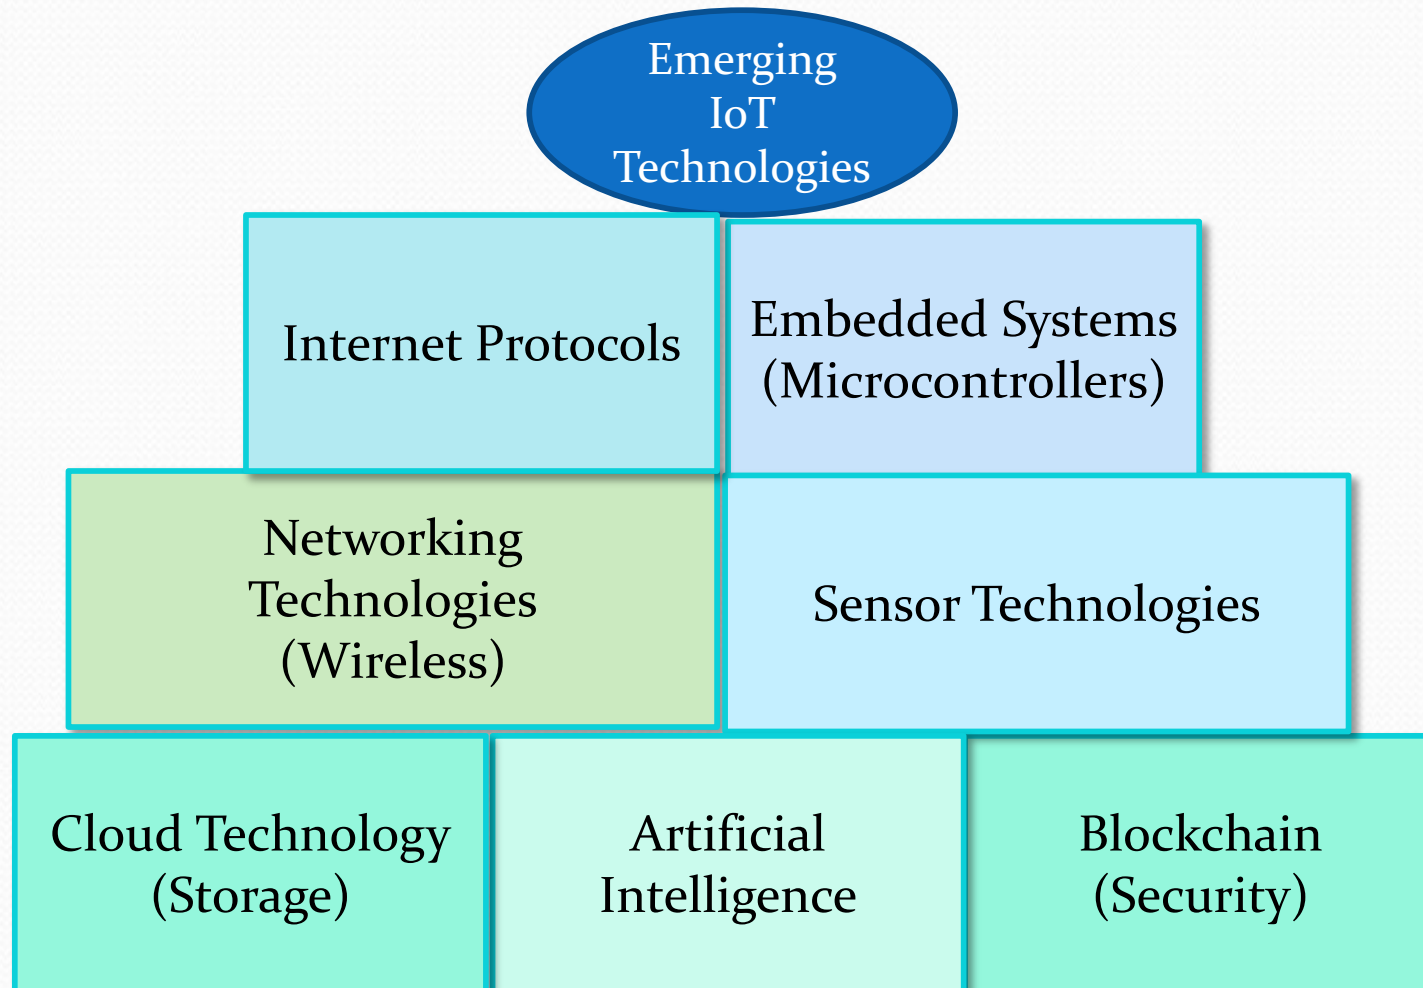 Emerging
IoT
Technologies
Internet Protocols
Embedded Systems
(Microcontrollers)
Networking
Technologies
(Wireless)
Sensor Technologies
Cloud Technology
(Storage)
Artificial
Intelligence
Blockchain
(Security)